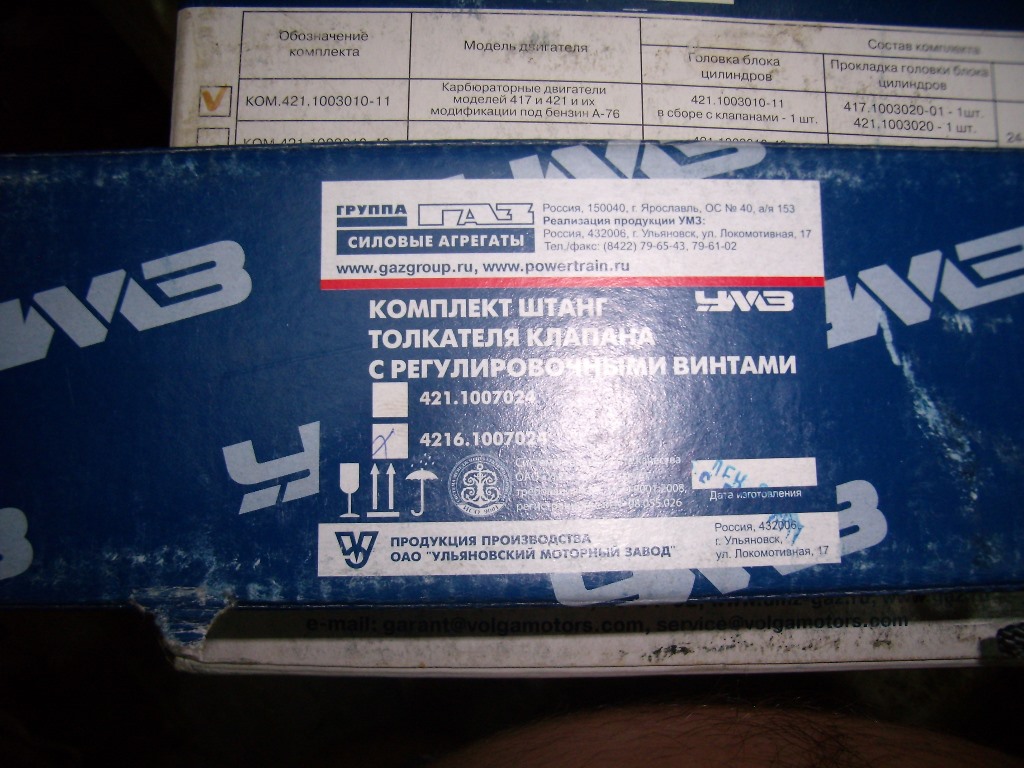 Обозначение комплекта
Модель двигателя
Состав комплекта
Головка блока цилиндров
Прокладка головки блока цилиндров
КОМ.421.1003010-11
Карбюраторные двигатели
моделей 417 и 421 и их
модификации под бензин А-76
421.1003010-11
в сборе с клапанами - 1 шт.
417.1003020-01 - 1шт.
421.1003020 - 1 шт.
24
УМЗ
УМЗ
УМЗ
ГРУППА ГАЗ
СИЛОВЫЕ АГРЕГАТЫ
Россия, 150040, г. Ярославль, ОС № 40, а/я 153
Реализация продукции УМЗ:
Россия, 432006, г. Ульяновск, ул. Локомотивная, 17
Тел./факс: (8422) 79-65-43, 79-61-02
www.gazgroup.ru, www.powertrain.ru
УМЗ
КОМПЛЕКТ ШТАНГ
ТОЛКАТЕЛЯ КЛАПАНА
С РЕГУЛИРОВОЧНЫМИ ВИНТАМИ
421.1007024
4216.1007024
Дата изготовления
ПРОДУКЦИЯ ПРОИЗВОДСТВА
ОАО "УЛЬЯНОВСКИЙ МОТОРНЫЙ ЗАВОД"
Россия, 432006,
г. Ульяновск,
ул. Локомотивная, 17
e-mail: garant@volgamotors.com, service@volgamotors.com